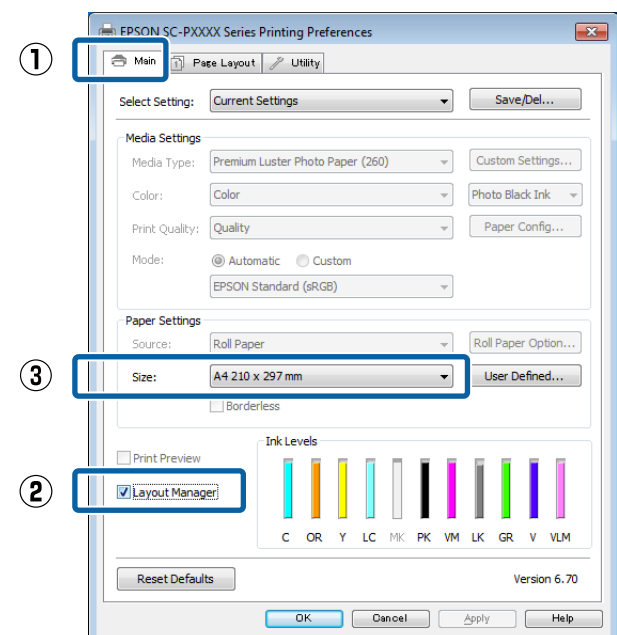 EPSON SC-PXXXX Series Printing Preferences
①
Main
Page Layout
Utility
Select Setting: Current Settings Save/Del...
Media Settings
Media Type: Premium Luster Photo Paper (260) Custom Settings...
Color: Color Photo Black Ink
Print Quality: Quality Paper Config...
Mode: Automatic Custom
EPSON Standard (sRGB)
Paper Settings
Source: Roll Paper Roll Paper Option...
③
Size: A4 210 x 297 mm User Defined...
Borderless
Print Preview
②
Layout Manager
Ink Levels
C OR Y LC MK PK VM LK GR V VLM
Reset Defaults Version 6.70
OK Cancel Apply Help